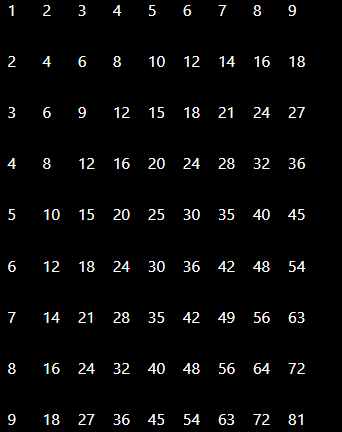 1 2 3 4 5 6 7 8 9
2 4 6 8 10 12 14 16 18
3 6 9 12 15 18 21 24 27
4 8 12 16 20 24 28 32 36
5 10 15 20 25 30 35 40 45
6 12 18 24 30 36 42 48 54
7 14 21 28 35 42 49 56 63
8 16 24 32 40 48 56 64 72
9 18 27 36 45 54 63 72 81